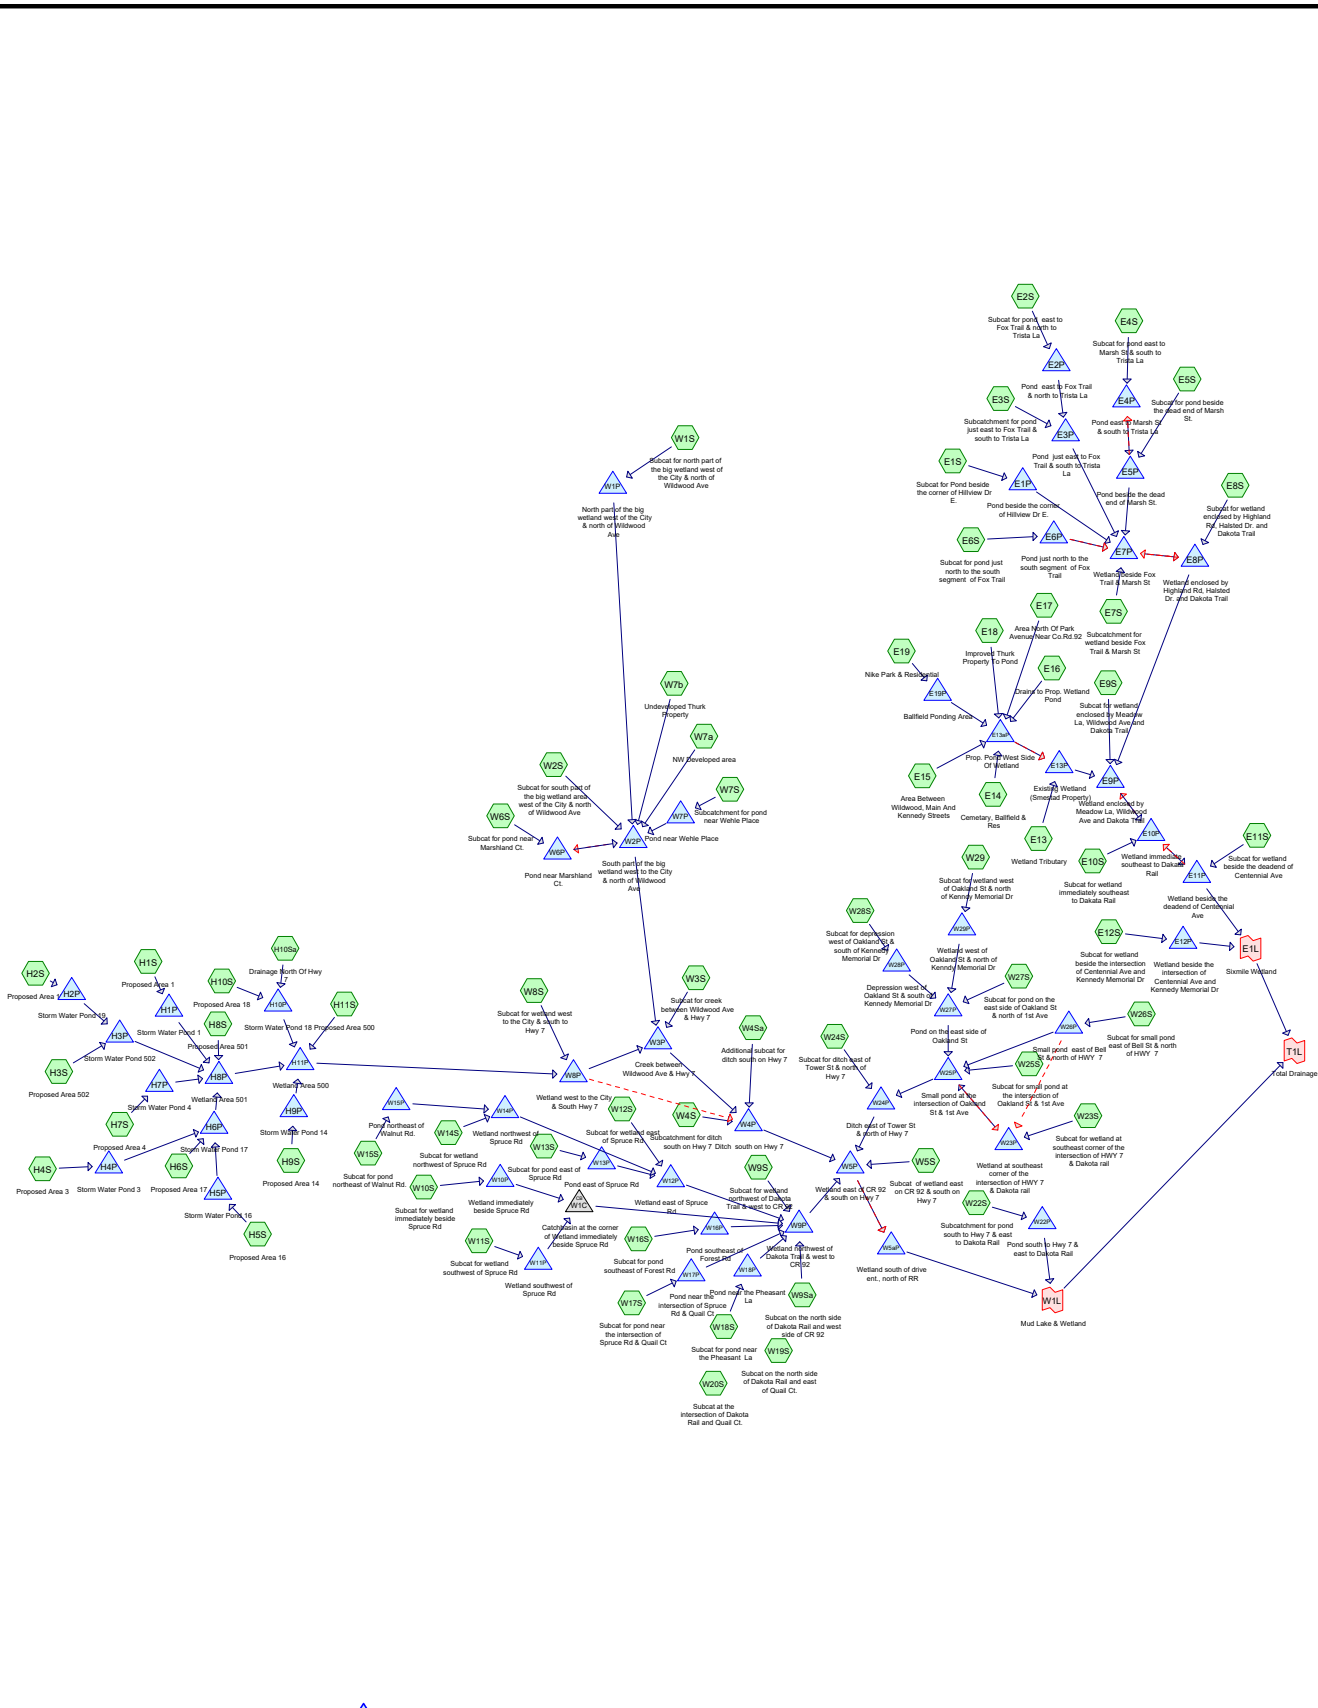 E2S
Subcat for pond  east to
Fox Trail & north to
Trista La
E4S
Subcat for pond east to
Marsh St & south to
Trista La
E2P
Pond  east to Fox Trail
& north to Trista La
E5S
Subcat for pond beside
the dead end of Marsh
St.
E3S
Subcatchment for pond
just east to Fox Trail &
south to Trista La
E4P
Pond east to Marsh St
& south to Trista La
E3P
Pond  just east to Fox
Trail & south to Trista
La
W1S
Subcat for north part of
the big wetland west of
the City & north of
Wildwood Ave
E1S
Subcat for Pond beside
the corner of Hillview Dr
E.
E5P
Pond beside the dead
end of Marsh St.
W1P
North part of the big
wetland west of the City
& north of Wildwood
Ave
E1P
Pond beside the corner
of Hillview Dr E.
E8S
Subcat for wetland
enclosed by Highland
Rd, Halsted Dr. and
Dakota Trail
E6S
Subcat for pond just
north to the south
segment  of Fox Trail
E6P
Pond just north to the
south segment  of Fox
Trail
E7P
Wetland beside Fox
Trail & Marsh St
E8P
Wetland enclosed by
Highland Rd, Halsted
Dr. and Dakota Trail
E17
Area North Of Park
Avenue Near Co.Rd.92
E7S
Subcatchment for
wetland beside Fox
Trail & Marsh St
E18
Improved Thurk
Property To Pond
E19
Nike Park & Residential
E16
Drains to Prop. Wetland
Pond
E9S
Subcat for wetland
enclosed by Meadow
La, Wildwood Ave and
Dakota Trail
W7b
Undeveloped Thurk
Property
E19P
Ballfield Ponding Area
W7a
NW Developed area
E13aP
Prop. Pond West Side
Of Wetland
W2S
Subcat for south part of
the big wetland area
west of the City & north
of Wildwood Ave
E13P
Existing Wetland
(Smestad Property)
E9P
Wetland enclosed by
Meadow La, Wildwood
Ave and Dakota Trail
E15
Area Between
Wildwood, Main And
Kennedy Streets
E14
Cemetary, Ballfield &
Res
W7S
Subcatchment for pond
near Wehle Place
W6S
Subcat for pond near
Marshland Ct.
W7P
Pond near Wehle Place
W2P
South part of the big
wetland west to the City
& north of Wildwood
Ave
W6P
Pond near Marshland
Ct.
E13
Wetland Tributary
E10P
Wetland immediate
southeast to Dakota
Rail
E11S
Subcat for wetland
beside the deadend of
Centennial Ave
E10S
Subcat for wetland
immediately southeast
to Dakata Rail
E11P
Wetland beside the
deadend of Centennial
Ave
W29
Subcat for wetland west
of Oakland St & north
of Kenndy Memorial Dr
W28S
Subcat for depression
west of Oakland St &
south of Kennedy
Memorial Dr
W29P
Wetland west of
Oakland St & north of
Kenndy Memorial Dr
E12S
Subcat for wetland
beside the intersection
of Centennial Ave and
Kennedy Memorial Dr
E12P
Wetland beside the
intersection of
Centennial Ave and
Kennedy Memorial Dr
E1L
Sixmile Wetland
W28P
Depression west of
Oakland St & south of
Kennedy Memorial Dr
W27S
Subcat for pond on the
east side of Oakland St
& north of 1st Ave
W27P
Pond on the east side of
Oakland St
W26S
Subcat for small pond
east of Bell St & north
of HWY  7
W26P
Small pond  east of Bell
St & north of HWY  7
T1L
Total Drainage
H10Sa
Drainage North Of Hwy
7
H2S
Proposed Area
H1S
Proposed Area 1
H10S
Proposed Area 18
H2P
Storm Water Pond 19
H1P
Storm Water Pond 1
H10P
Storm Water Pond 18
H11S
Proposed Area 500
H8S
Proposed Area 501
H3P
Storm Water Pond 502
H3S
Proposed Area 502
H7P
Storm Water Pond 4
H8P
Wetland Area 501
H11P
Wetland Area 500
W8S
Subcat for wetland west
to the City & south to
Hwy 7
W3S
Subcat for creek
between Wildwood Ave
& Hwy 7
W3P
Creek between
Wildwood Ave & Hwy 7
W4Sa
Additional subcat for
ditch south on Hwy 7
W8P
Wetland west to the City
& South Hwy 7
W24S
Subcat for ditch east of
Tower St & north of
Hwy 7
W25P
Small pond at the
intersection of Oakland
St & 1st Ave
W25S
Subcat for small pond at
the intersection of
Oakland St & 1st Ave
W24P
Ditch east of Tower St
& north of Hwy 7
W23S
Subcat for wetland at
southeast corner of the
intersection of HWY 7
& Dakota rail
W23P
Wetland at southeast
corner of the
intersection of HWY 7
& Dakota rail
H7S
Proposed Area 4
H6P
Storm Water Pond 17
H9P
Storm Water Pond 14
H9S
Proposed Area 14
H4S
Proposed Area 3
H4P
Storm Water Pond 3
H6S
Proposed Area 17
H5P
Storm Water Pond 16
H5S
Proposed Area 16
W15P
Pond northeast of
Walnut Rd.
W15S
Subcat for pond
northeast of Walnut Rd.
W14P
Wetland northwest of
Spruce Rd
W14S
Subcat for wetland
northwest of Spruce Rd
W12S
Subcat for wetland east
of Spruce Rd
W4S
Subcatchment for ditch
south on Hwy 7
W4P
Ditch  south on Hwy 7
W13S
Subcat for pond east of
Spruce Rd
W13P
Pond east of Spruce Rd
W12P
Wetland east of Spruce
Rd
W10S
Subcat for wetland
immediately beside
Spruce Rd
W10P
Wetland immediately
beside Spruce Rd
CB
W1C
Catchbasin at the corner
of Wetland immediately
beside Spruce Rd
W9S
Subcat for wetland
northwest of Dakota
Trail & west to CR 92
W5P
Wetland east of CR 92
& south on Hwy 7
W5S
Subcat  of wetland east
on CR 92 & south on
Hwy 7
W22S
Subcatchment for pond
south to Hwy 7 & east
to Dakota Rail
W22P
Pond south to Hwy 7 &
east to Dakota Rail
W11S
Subcat for wetland
southwest of Spruce Rd
W11P
Wetland southwest of
Spruce Rd
W16S
Subcat for pond
southeast of Forest Rd
W16P
Pond southeast of
Forest Rd
W9P
Wetland northwest of
Dakota Trail & west to
CR 92
W5aP
Wetland south of drive
ent., north of RR
W17P
Pond near the
intersection of Spruce
Rd & Quail Ct
W18P
Pond near the Pheasant
La
W17S
Subcat for pond near
the intersection of
Spruce Rd & Quail Ct
W18S
Subcat for pond near
the Pheasant  La
W9Sa
Subcat on the north side
of Dakota Rail and west
side of CR 92
W1L
Mud Lake & Wetland
W19S
Subcat on the north side
of Dakota Rail and east
of Quail Ct.
W20S
Subcat at the
intersection of Dakota
Rail and Quail Ct.